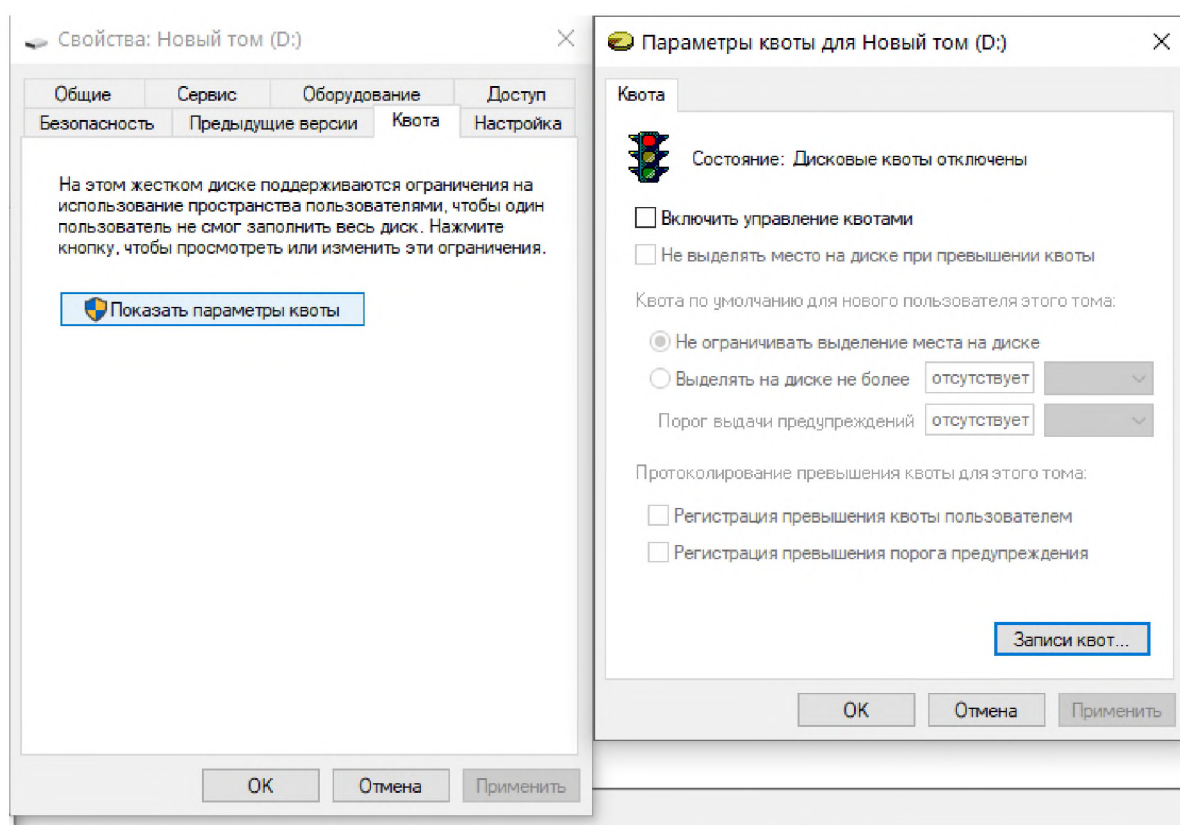 Свойства: Новый том (D:)
Общие Сервис Оборудование Доступ
Безопасность Предыдущие версии Квота Настройка
На этом жестком диске поддерживаются ограничения на
использование пространства пользователями, чтобы один
пользователь не смог заполнить весь диск. Нажмите
кнопку, чтобы просмотреть или изменить эти ограничения.
Показать параметры квоты
ОК Отмена Применить
Параметры квоты для Новый том (D:)
Квота
Состояние: Дисковые квоты отключены
Включить управление квотами
Не выделять место на диске при превышении квоты
Квота по умолчанию для нового пользователя этого тома:
Не ограничивать выделение места на диске
Выделять на диске не более отсутствует
Порог выдачи предупреждений отсутствует
Протоколирование превышения квоты для этого тома:
Регистрация превышения квоты пользователем
Регистрация превышения порога предупреждения
Записи квот...
ОК Отмена Применить